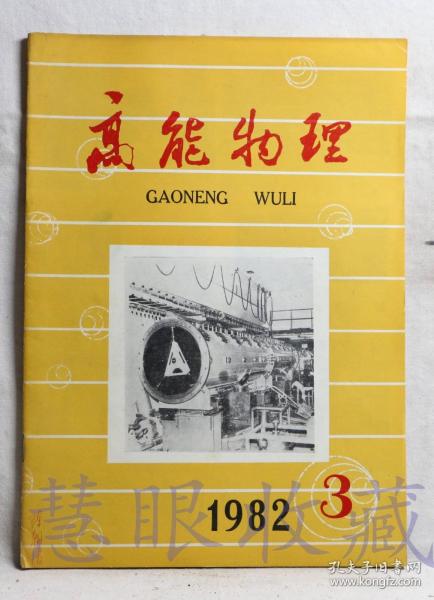 高能物理
GAONENG WULI
1982 3
慧眼收藏
孔夫子旧书网
www.kongfz.com